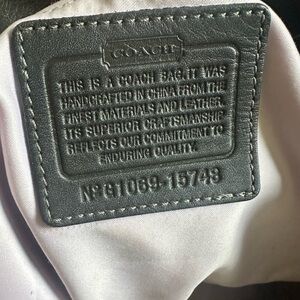 COACH
THIS IS A COACH BAG. IT WAS
HANDCRAFTED IN CHINA FROM THE
FINEST MATERIALS AND LEATHER.
ITS SUPERIOR CRAFTSMANSHIP
REFLECTS OUR COMMITMENT TO
ENDURING QUALITY.
Nº G1069-15743